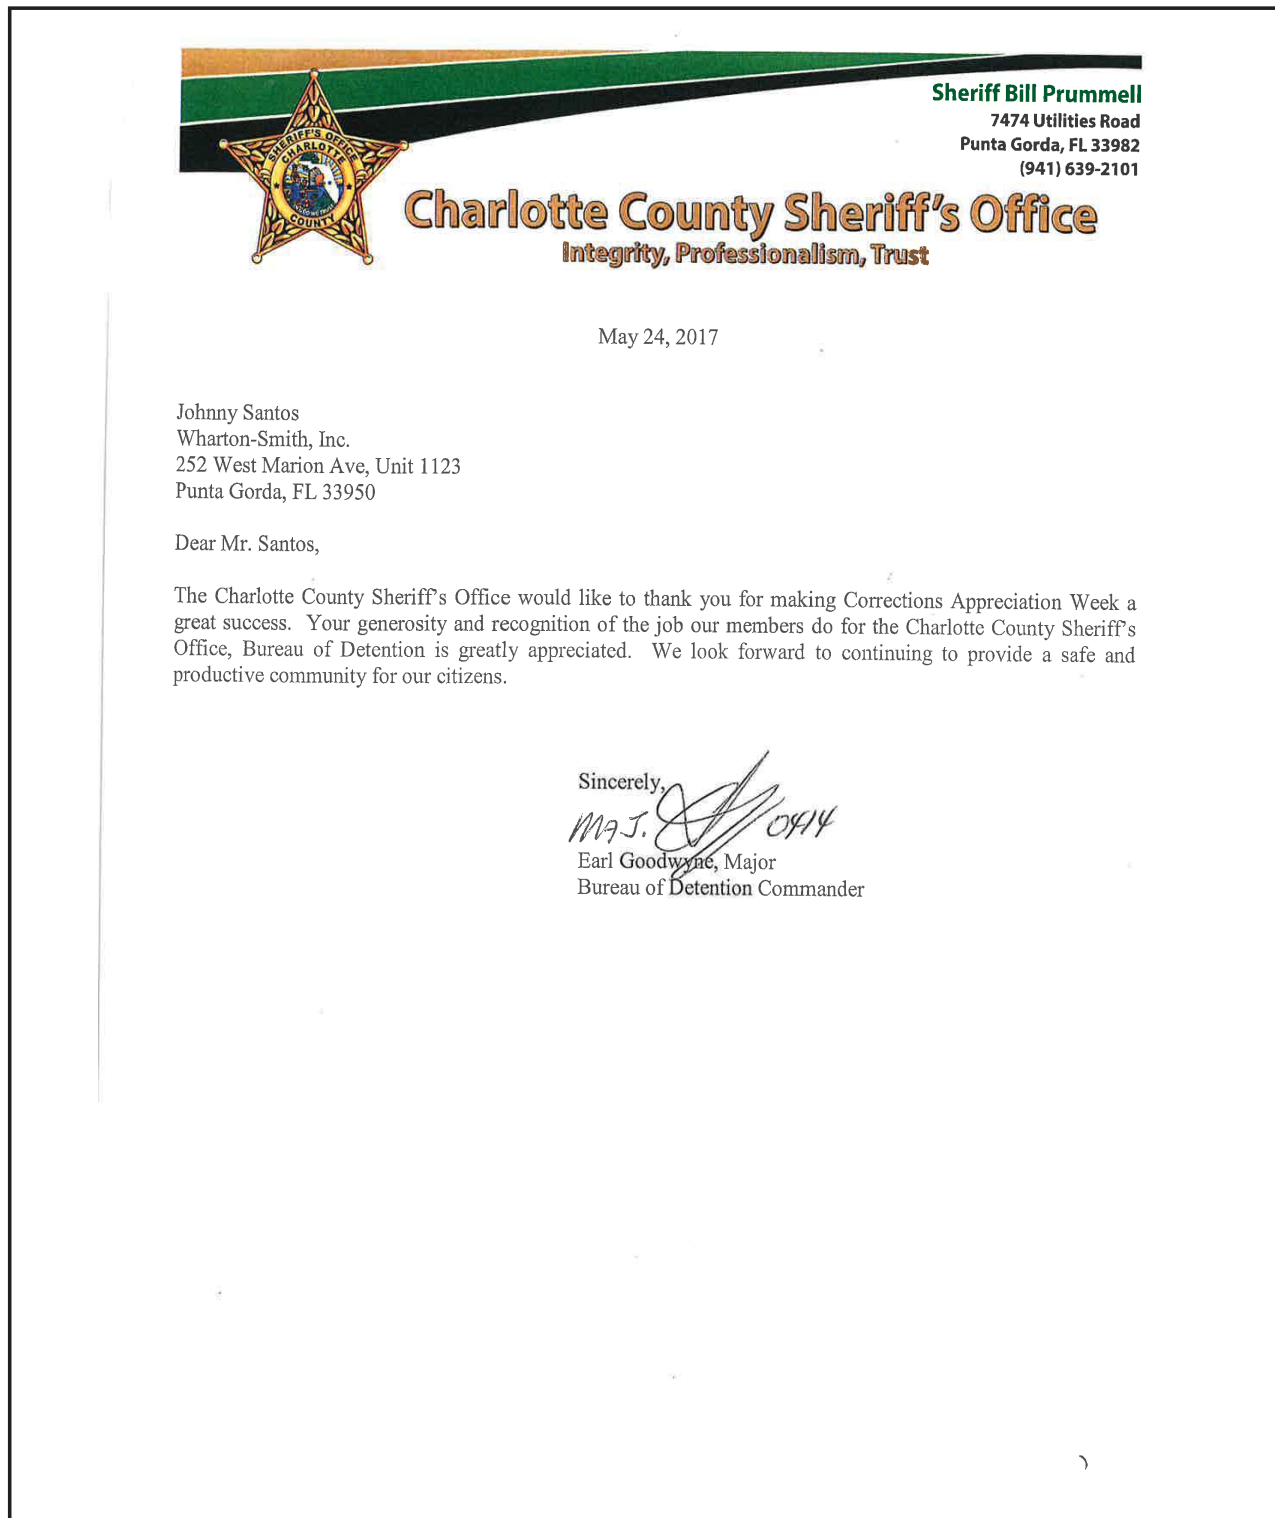 Sheriff Bill Prummell
7474 Utilities Road
Punta Gorda, FL 33982
(941) 639-2101
SHERIFF'S OFFICE
CHARLOTTE
COUNTY
Charlotte County Sheriff's Office
Integrity, Professionalism, Trust
May 24, 2017
Johnny Santos
Wharton-Smith, Inc.
252 West Marion Ave, Unit 1123
Punta Gorda, FL 33950
Dear Mr. Santos,
The Charlotte County Sheriff's Office would like to thank you for making Corrections Appreciation Week a
great success.  Your generosity and recognition of the job our members do for the Charlotte County Sheriff's
Office, Bureau of Detention is greatly appreciated.  We look forward to continuing to provide a safe and
productive community for our citizens.
Sincerely,
MAJ. 0414
Earl Goodwyne, Major
Bureau of Detention Commander